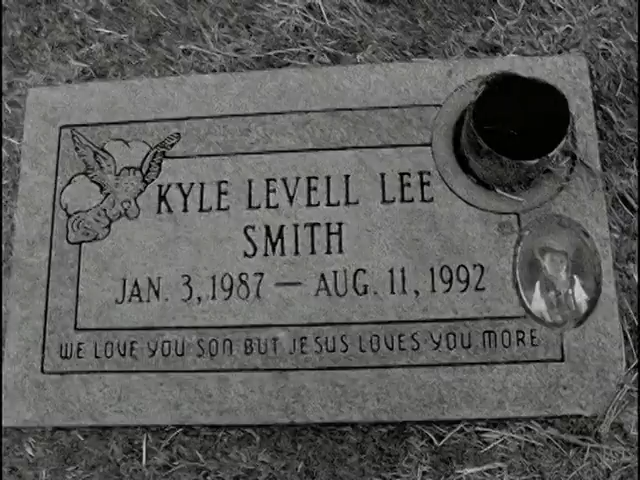 KYLE LEVELL LEE
SMITH
JAN. 3, 1987 — AUG. 11, 1992
WE LOVE YOU SON BUT JESUS LOVES YOU MORE